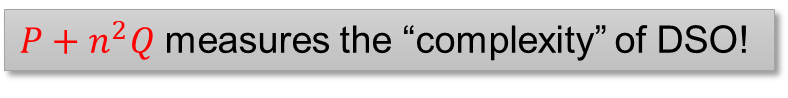 P + n²Q measures the “complexity” of DSO!